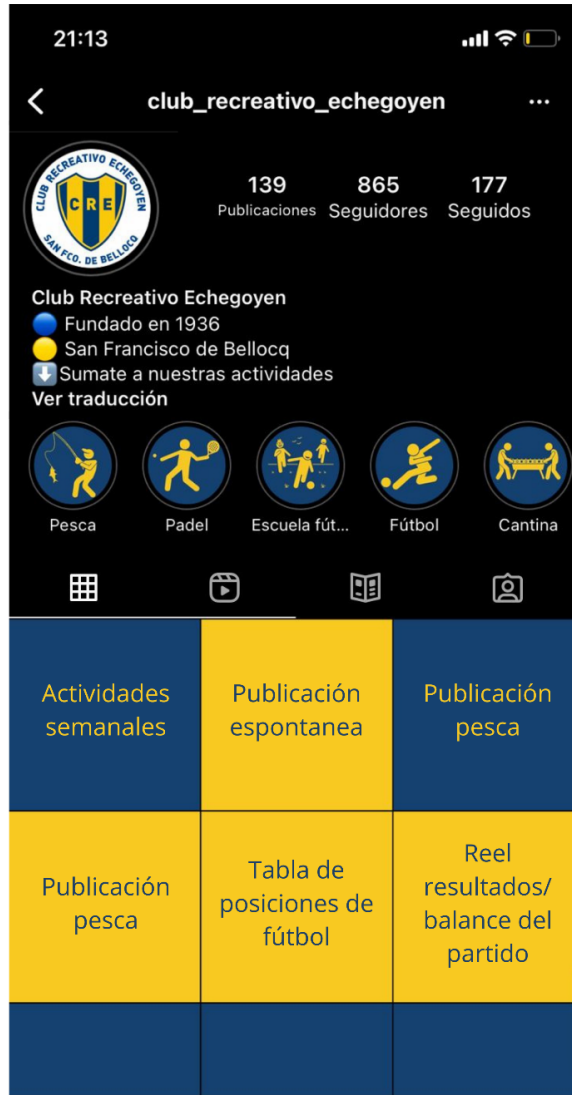 21:13
club_recreativo_echegoyen
...
CLUB RECREATIVO ECHEGOYEN
CRE
SAN FCO. DE BELLOCQ
139 865 177
Publicaciones Seguidores Seguidos
Club Recreativo Echegoyen
Fundado en 1936
San Francisco de Bellocq
Sumate a nuestras actividades
Ver traducción
Pesca Padel Escuela fút... Fútbol Cantina
Actividades
semanales
Publicación
espontanea
Publicación
pesca
Publicación
pesca
Tabla de
posiciones de
fútbol
Reel
resultados/
balance del
partido